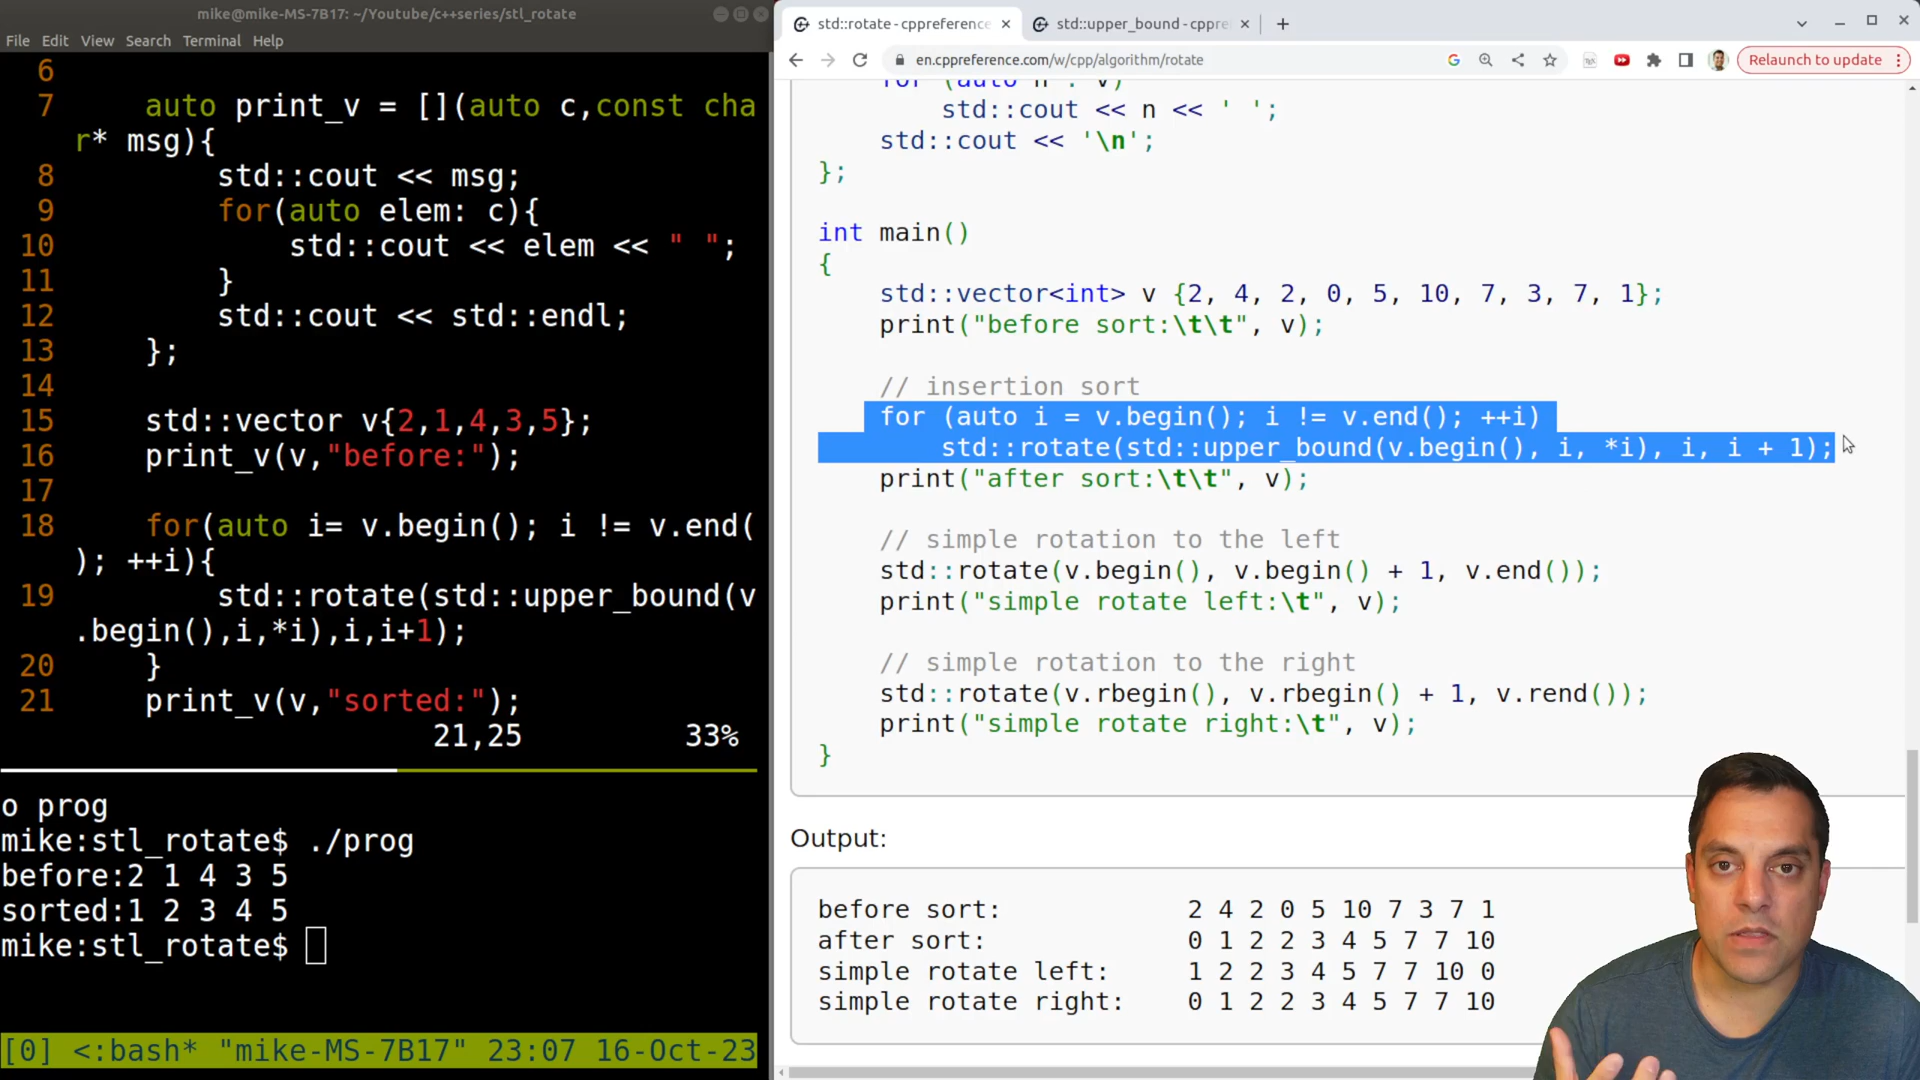 mike@mike-MS-7B17: ~/Youtube/c++series/stl_rotate
File Edit View Search Terminal Help
6
7     auto print_v = [](auto c,const cha
r* msg){
8         std::cout << msg;
9         for(auto elem: c){
10             std::cout << elem << " ";
11         }
12         std::cout << std::endl;
13     };
14
15     std::vector v{2,1,4,3,5};
16     print_v(v,"before:");
17
18     for(auto i= v.begin(); i != v.end(
); ++i){
19         std::rotate(std::upper_bound(v
.begin(),i,*i),i,i+1);
20     }
21     print_v(v,"sorted:");
21,25 33%
o prog
mike:stl_rotate$ ./prog
before:2 1 4 3 5
sorted:1 2 3 4 5
mike:stl_rotate$
[0] <:bash* "mike-MS-7B17" 23:07 16-Oct-23
std::rotate - cppreference
std::upper_bound - cppre
en.cppreference.com/w/cpp/algorithm/rotate
Relaunch to update
for (auto n : v)
std::cout << n << ' ';
std::cout << '\n';
};
int main()
{
std::vector<int> v {2, 4, 2, 0, 5, 10, 7, 3, 7, 1};
print("before sort:\t\t", v);
// insertion sort
for (auto i = v.begin(); i != v.end(); ++i)
std::rotate(std::upper_bound(v.begin(), i, *i), i, i + 1);
print("after sort:\t\t", v);
// simple rotation to the left
std::rotate(v.begin(), v.begin() + 1, v.end());
print("simple rotate left:\t", v);
// simple rotation to the right
std::rotate(v.rbegin(), v.rbegin() + 1, v.rend());
print("simple rotate right:\t", v);
}
Output:
before sort: 2 4 2 0 5 10 7 3 7 1
after sort: 0 1 2 2 3 4 5 7 7 10
simple rotate left: 1 2 2 3 4 5 7 7 10 0
simple rotate right: 0 1 2 2 3 4 5 7 7 10